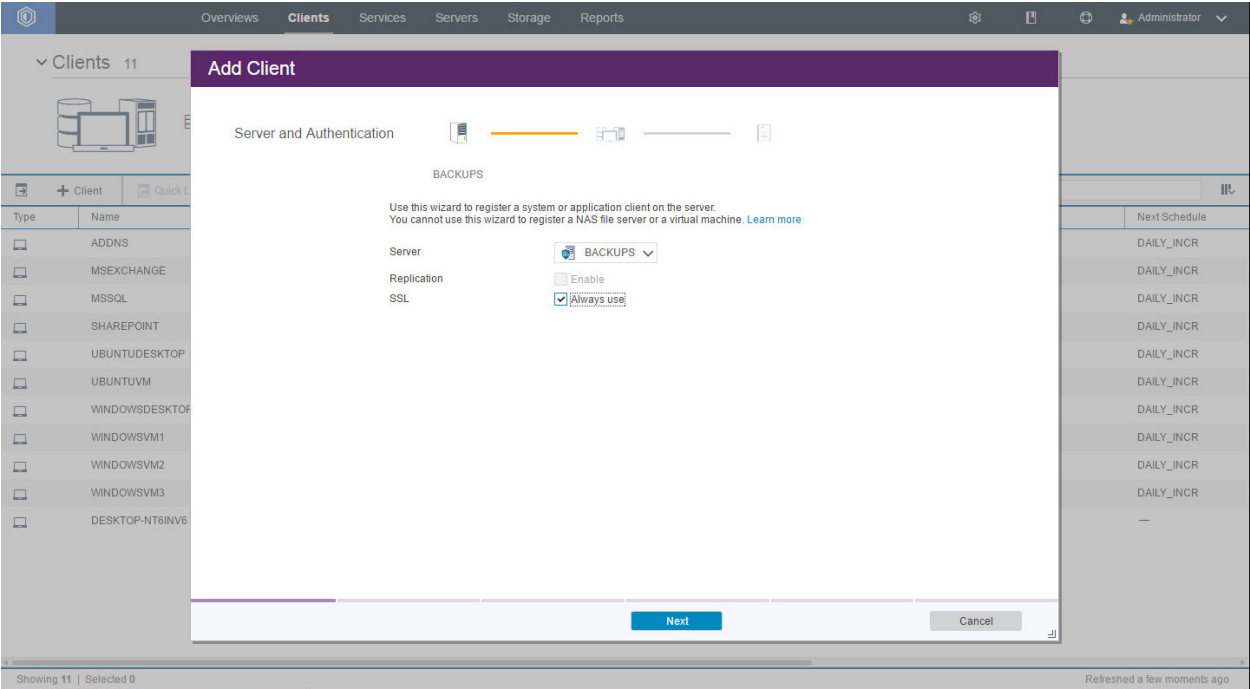 Overviews Clients Services Servers Storage Reports Administrator
Clients 11
Add Client
Server and Authentication
BACKUPS
Use this wizard to register a system or application client on the server.
You cannot use this wizard to register a NAS file server or a virtual machine. Learn more
Server BACKUPS
Replication Enable
SSL Always use
Client Quick L
Type Name Next Schedule
ADDNS DAILY_INCR
MSEXCHANGE DAILY_INCR
MSSQL DAILY_INCR
SHAREPOINT DAILY_INCR
UBUNTUDESKTOP DAILY_INCR
UBUNTUVM DAILY_INCR
WINDOWSDESKTOP DAILY_INCR
WINDOWSVM1 DAILY_INCR
WINDOWSVM2 DAILY_INCR
WINDOWSVM3 DAILY_INCR
DESKTOP-NT6INV6 —
Next Cancel
Showing 11 | Selected 0 Refreshed a few moments ago